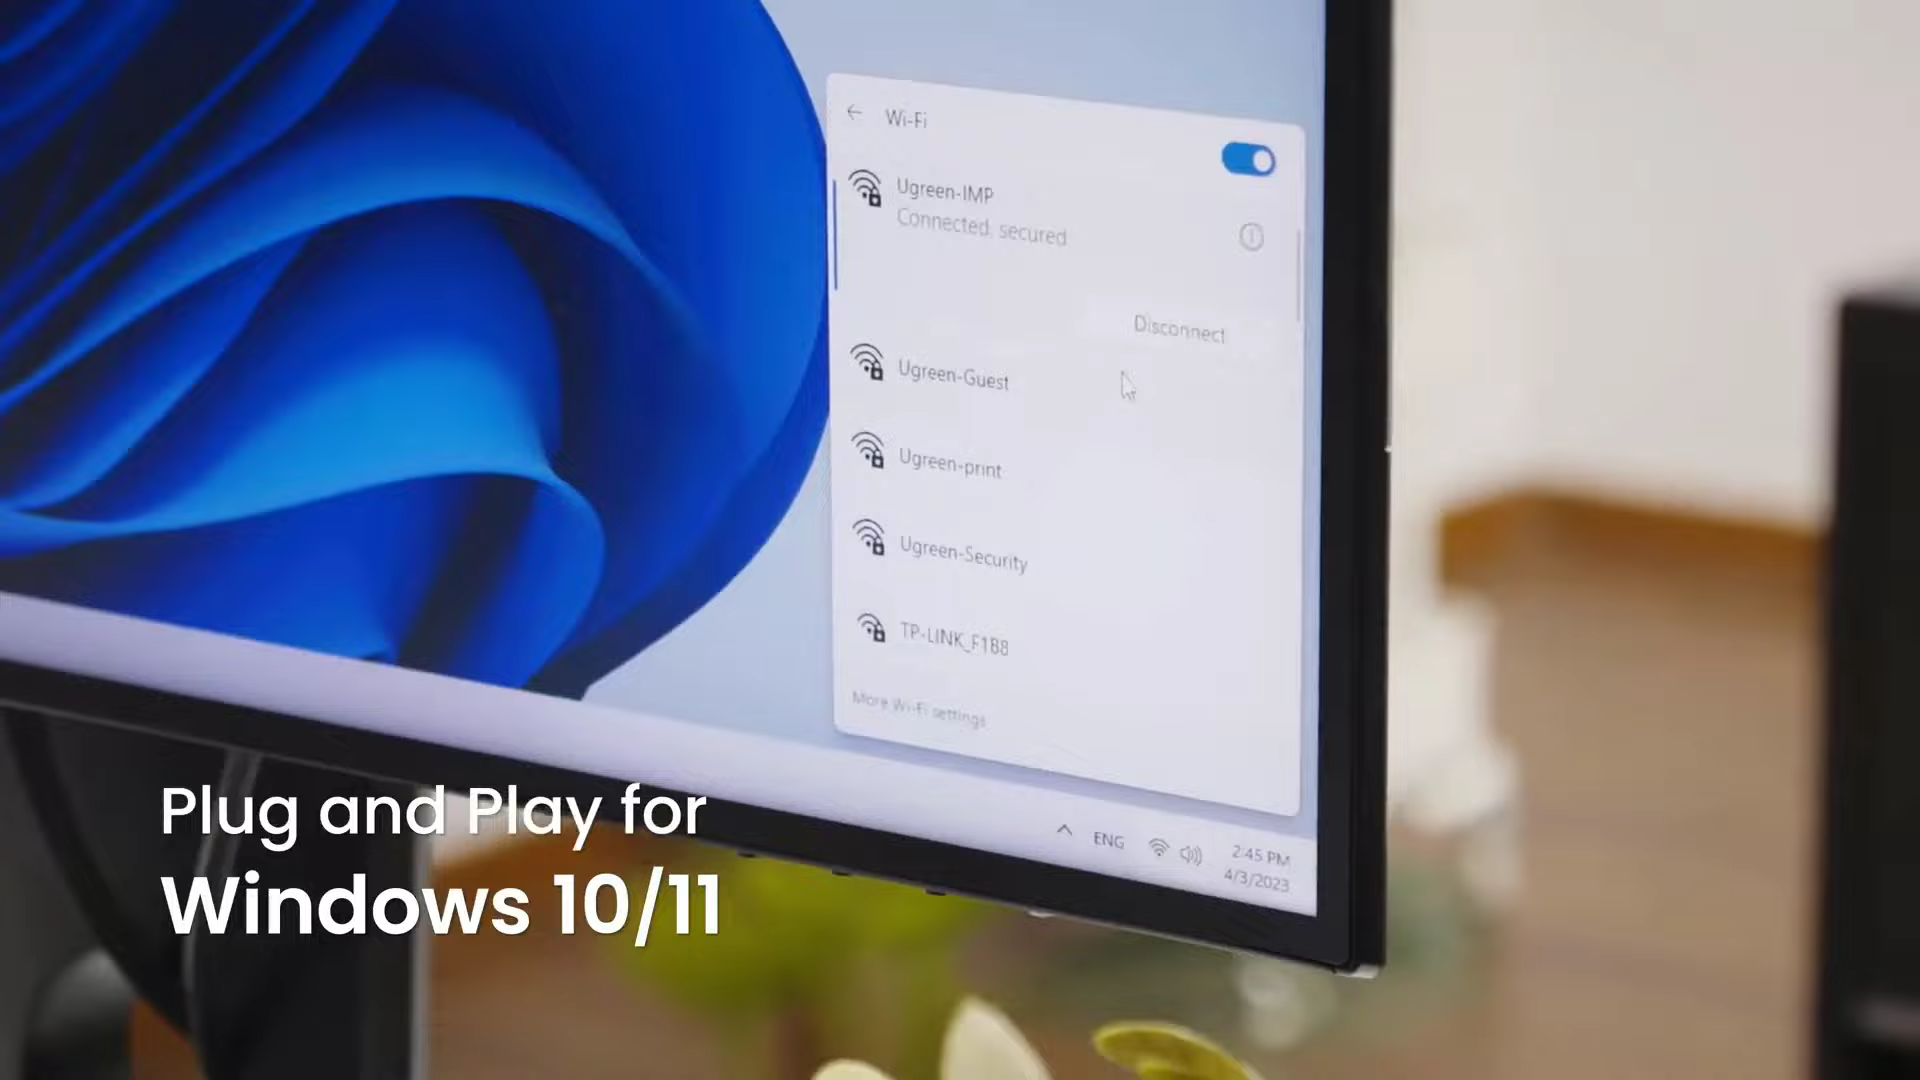 Wi-Fi
Ugreen-IMP
Connected, secured
Disconnect
Ugreen-Guest
Ugreen-print
Ugreen-Security
TP-LINK_F1B8
More Wi-Fi settings
ENG
2:45 PM
4/3/2023
Plug and Play for
Windows 10/11